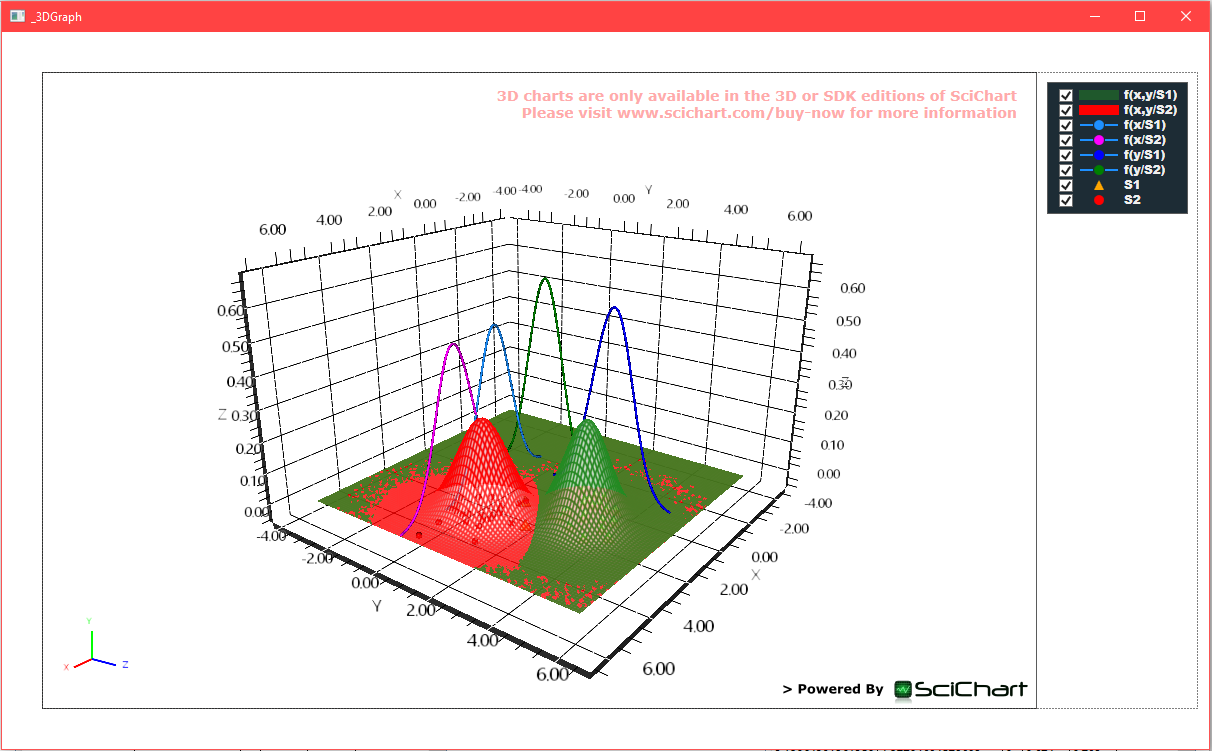 _3DGraph
3D charts are only available in the 3D or SDK editions of SciChart
Please visit www.scichart.com/buy-now for more information
f(x,y/S1)
f(x,y/S2)
f(x/S1)
f(x/S2)
f(y/S1)
f(y/S2)
S1
S2
6.00 4.00 2.00 X 0.00 -2.00 -4.00
-4.00 -2.00 0.00 Y 2.00 4.00 6.00
0.60
0.50
0.40
Z 0.30
0.20
0.10
0.00
0.60
0.50
0.40
0.20
0.10
0.00
-4.00
-2.00
0.00
Y
2.00
4.00
6.00
-4.00
-2.00
0.00
X
2.00
4.00
6.00
Y
X
Z
> Powered By SciChart